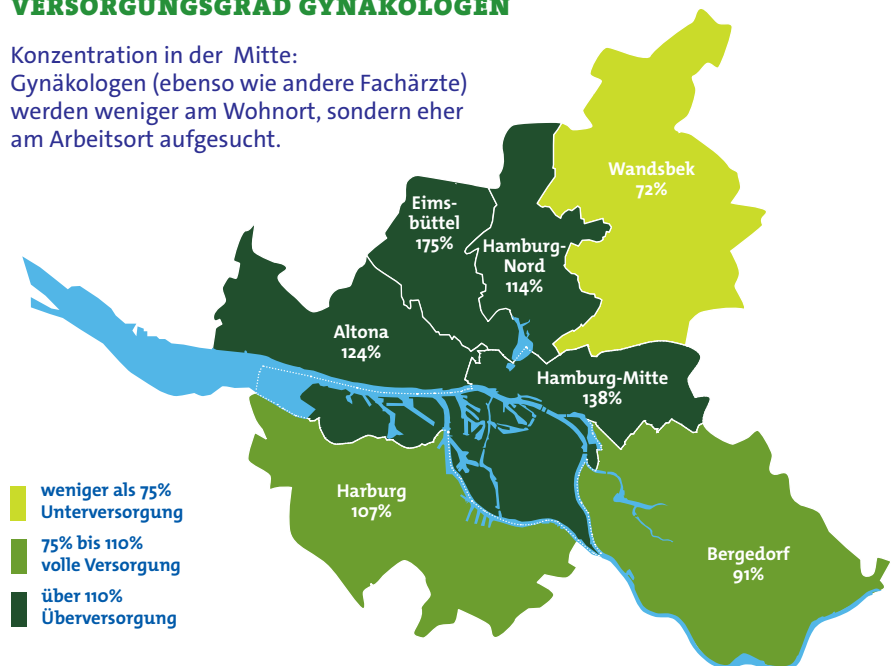 VERSORGUNGSGRAD GYNÄKOLOGEN
Konzentration in der Mitte:
Gynäkologen (ebenso wie andere Fachärzte)
werden weniger am Wohnort, sondern eher
am Arbeitsort aufgesucht.
Wandsbek
72%
Eims-
büttel
175%
Hamburg-
Nord
114%
Altona
124%
Hamburg-Mitte
138%
Harburg
107%
Bergedorf
91%
weniger als 75%
Unterversorgung
75% bis 110%
volle Versorgung
über 110%
Überversorgung